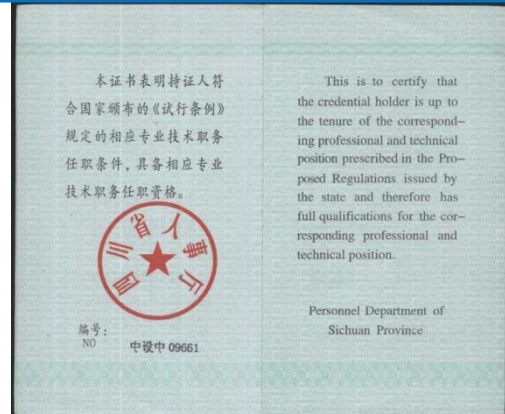 本证书表明持证人符
合国家颁布的《试行条例》
规定的相应专业技术职务
任职条件，具备相应专业
技术职务任职资格。
四川省人事厅
编号：
NO 中设中 09661
This is to certify that
the credential holder is up to
the tenure of the correspond–
ing professional and technical
position prescribed in the Pro–
posed Regulations issued by
the state and therefore has
full qualifications for the cor–
responding professional and
technical position.
Personnel Department of
Sichuan Province